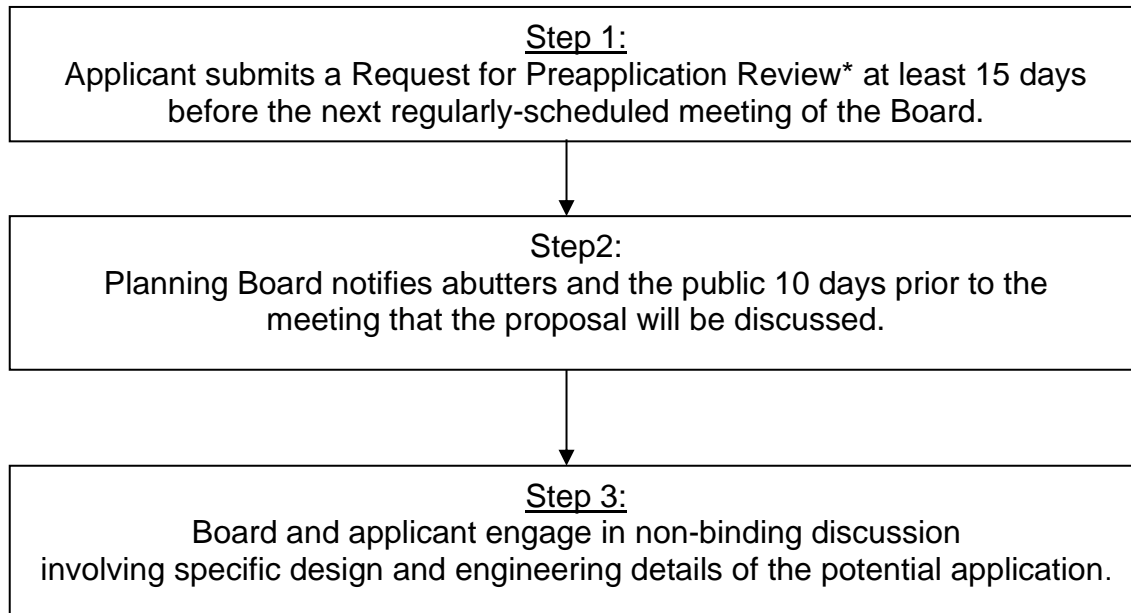 Step 1:
Applicant submits a Request for Preapplication Review* at least 15 days
before the next regularly-scheduled meeting of the Board.
Step2:
Planning Board notifies abutters and the public 10 days prior to the
meeting that the proposal will be discussed.
Step 3:
Board and applicant engage in non-binding discussion
involving specific design and engineering details of the potential application.